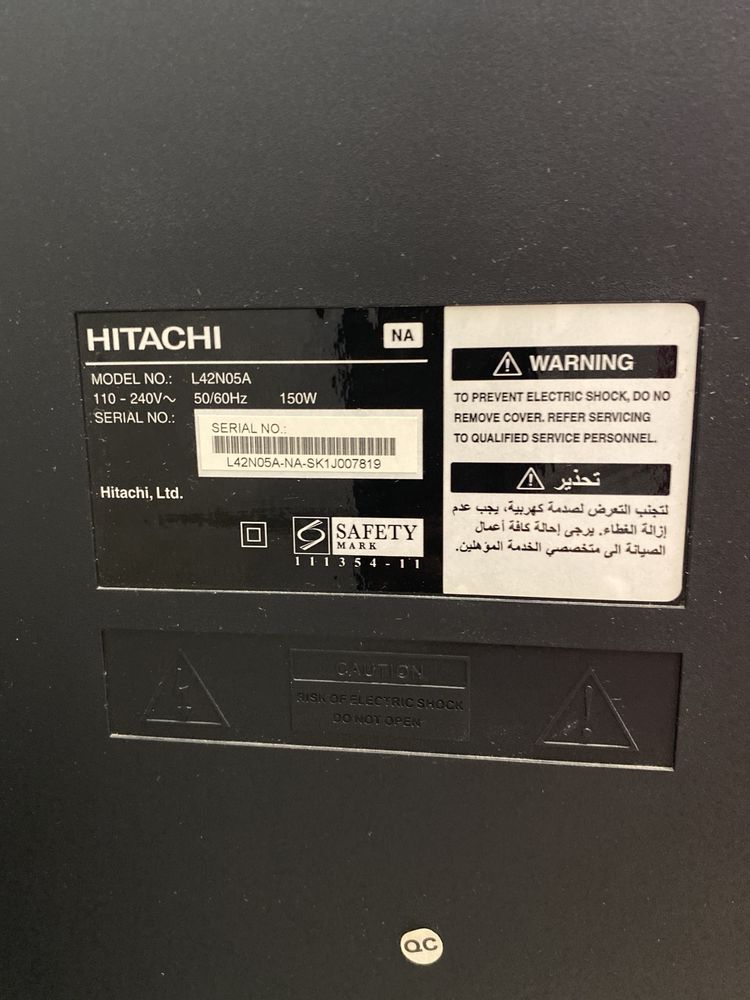 HITACHI
NA
MODEL NO.: L42N05A
110 - 240V~ 50/60Hz 150W
SERIAL NO.:
SERIAL NO.:
L42N05A-NA-SK1J007819
Hitachi, Ltd.
SAFETY
MARK
111354-11
WARNING
TO PREVENT ELECTRIC SHOCK, DO NO
REMOVE COVER. REFER SERVICING
TO QUALIFIED SERVICE PERSONNEL.
تحذير
لتجنب التعرض لصدمة كهربية، يجب عدم
إزالة الغطاء. يرجى إحالة كافة أعمال
الصيانة الى متخصصي الخدمة المؤهلين.
CAUTION
RISK OF ELECTRIC SHOCK
DO NOT OPEN
QC